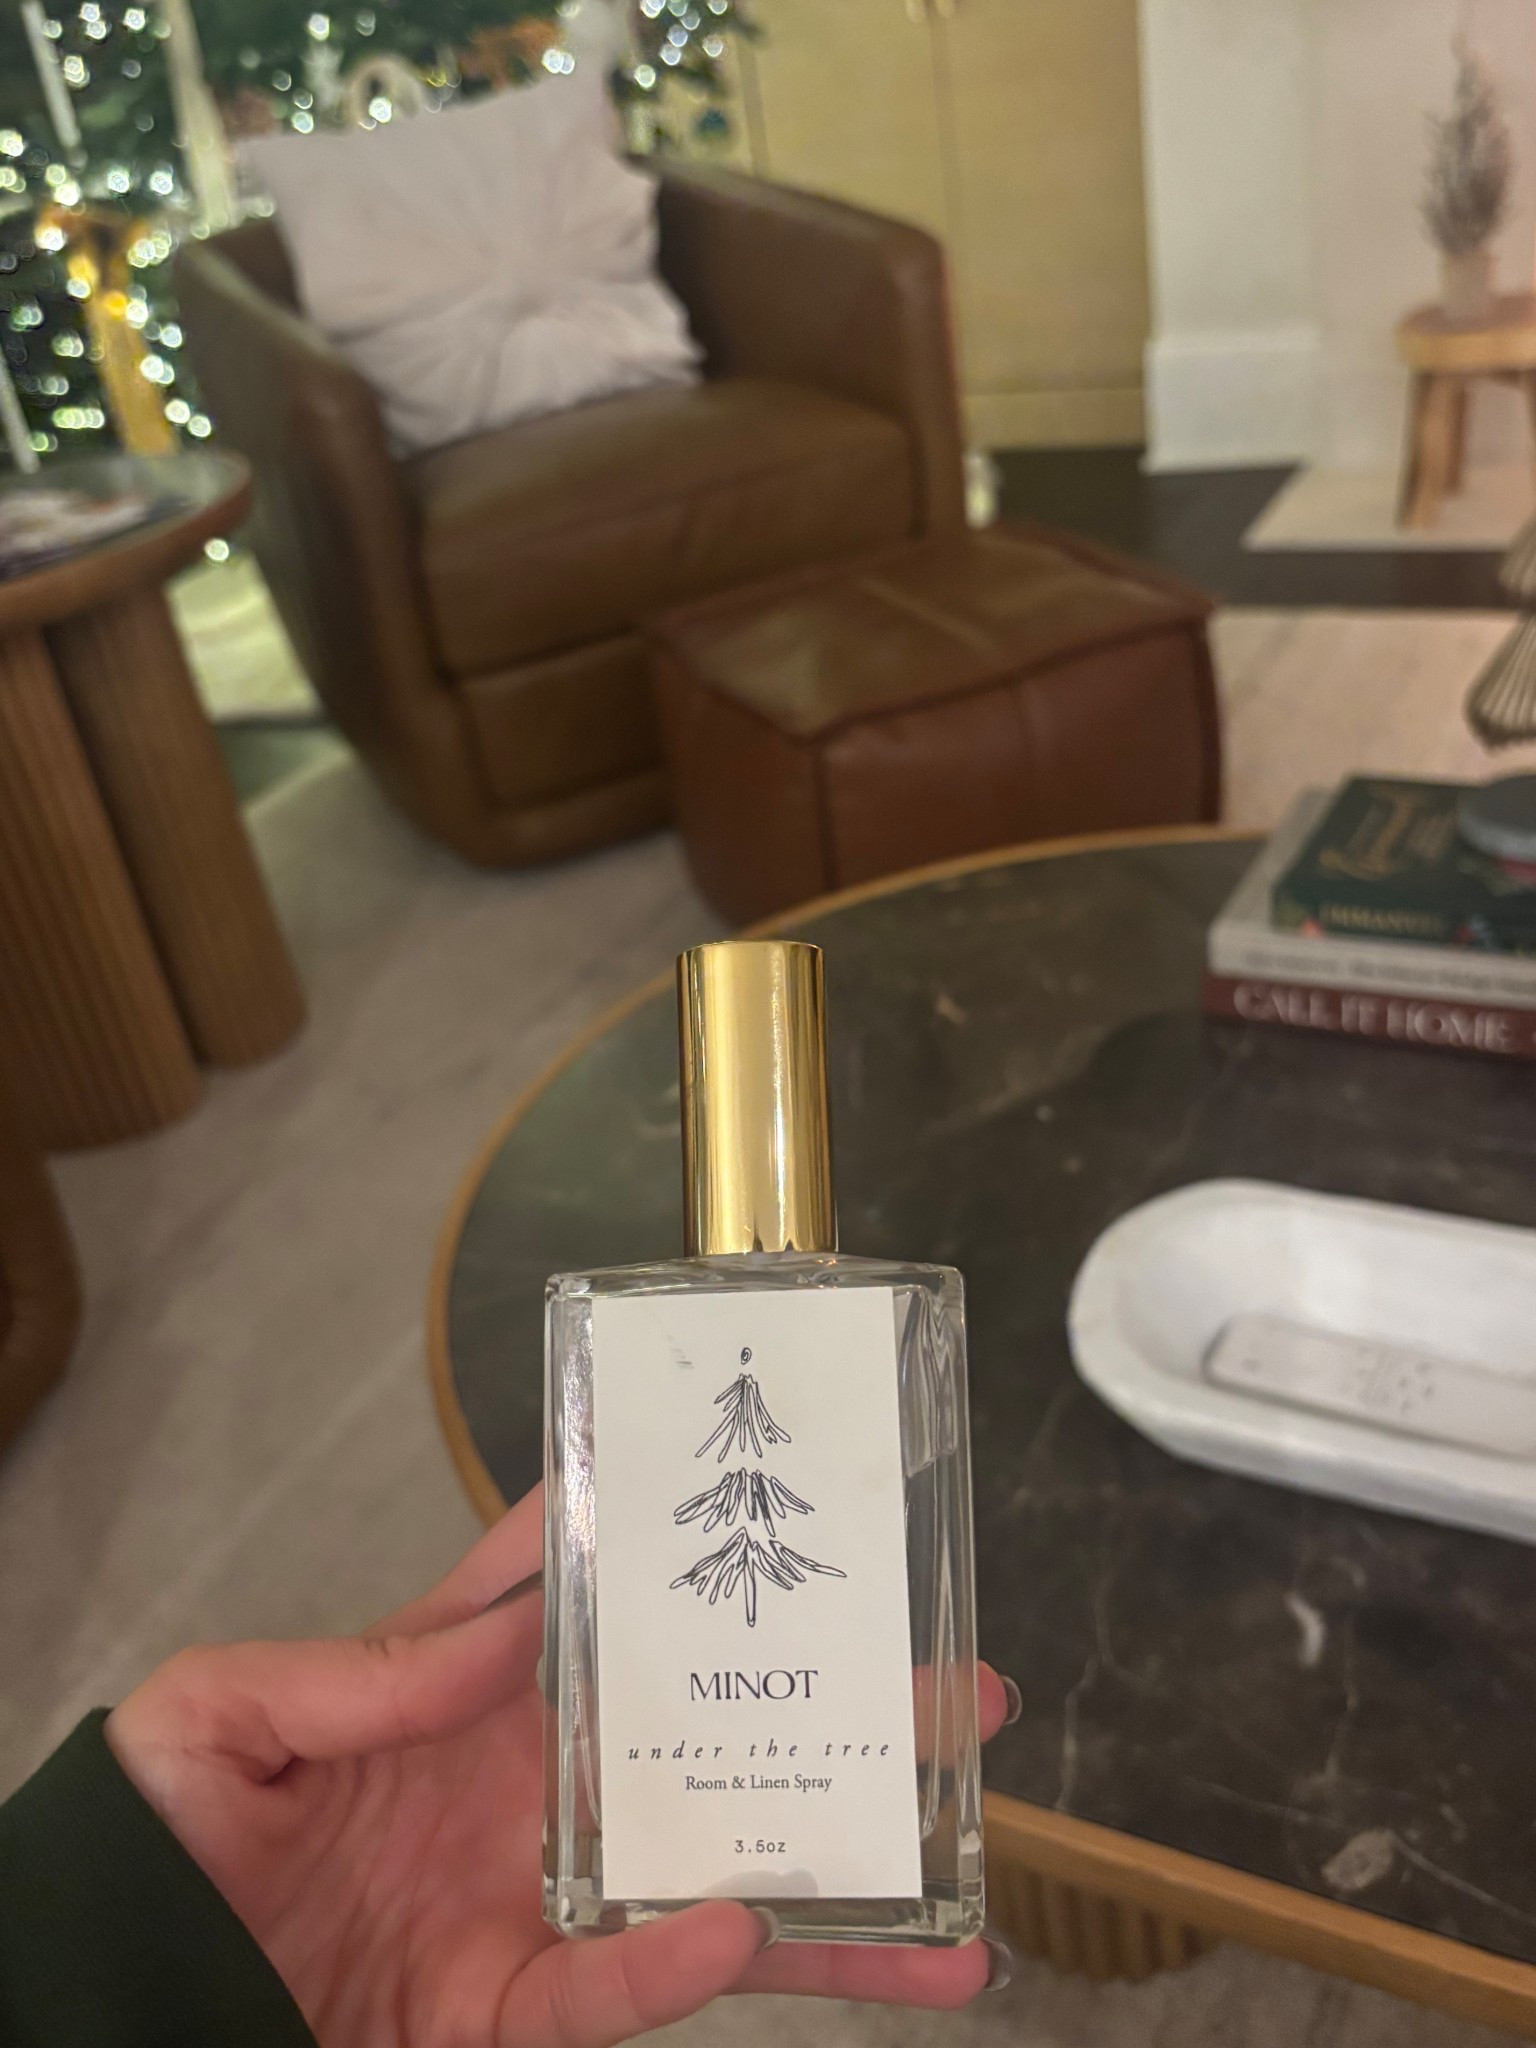 CALL IT HOME
MINOT
under the tree
Room & Linen Spray
3.5oz